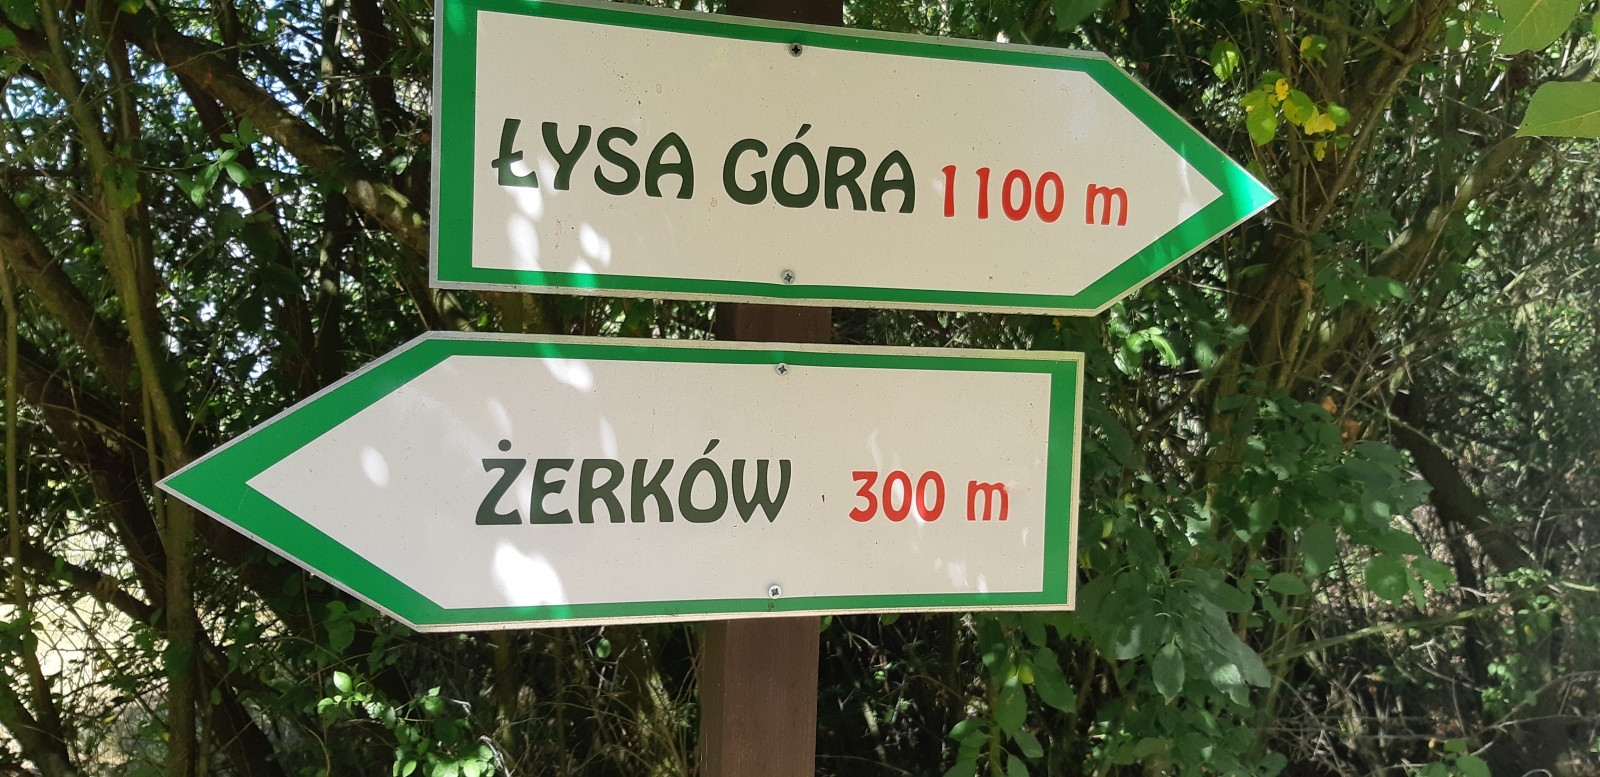 ŁYSA GÓRA 1100 m
ŻERKÓW 300 m